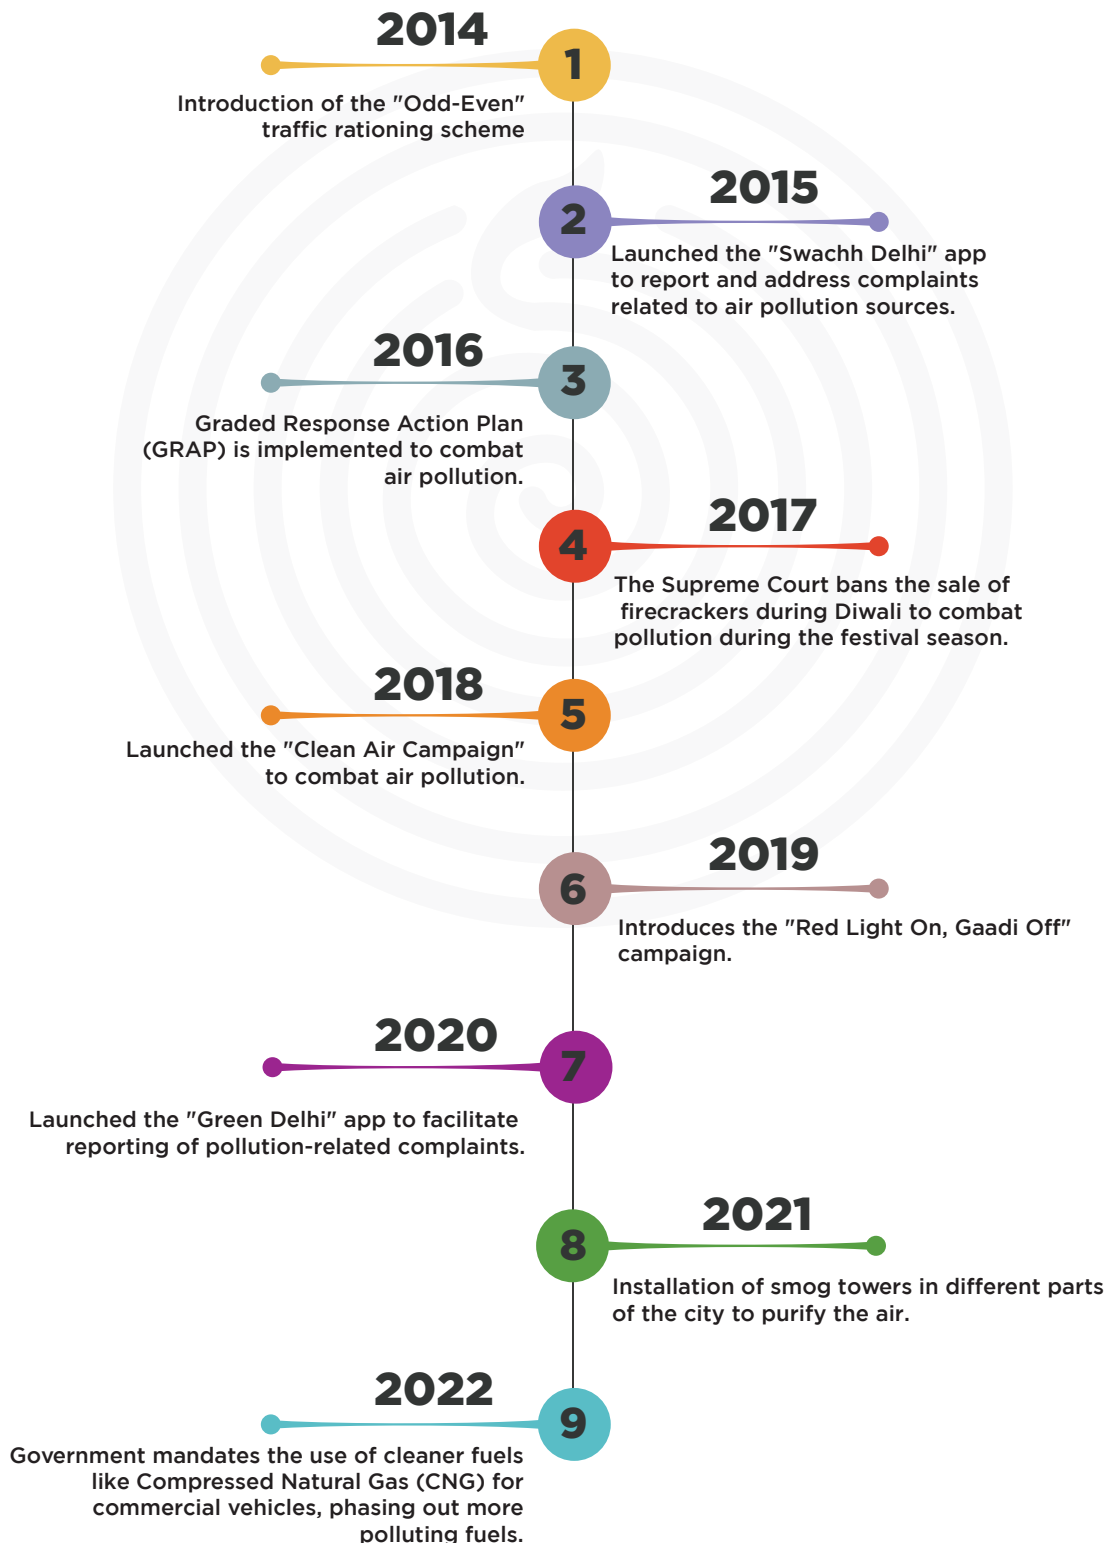 2014
1
Introduction of the "Odd-Even"
traffic rationing scheme
2015
2
Launched the "Swachh Delhi" app
to report and address complaints
related to air pollution sources.
2016
3
Graded Response Action Plan
(GRAP) is implemented to combat
air pollution.
2017
4
The Supreme Court bans the sale of
firecrackers during Diwali to combat
pollution during the festival season.
2018
5
Launched the "Clean Air Campaign"
to combat air pollution.
2019
6
Introduces the "Red Light On, Gaadi Off"
campaign.
2020
7
Launched the "Green Delhi" app to facilitate
reporting of pollution-related complaints.
2021
8
Installation of smog towers in different parts
of the city to purify the air.
2022
9
Government mandates the use of cleaner fuels
like Compressed Natural Gas (CNG) for
commercial vehicles, phasing out more
polluting fuels.